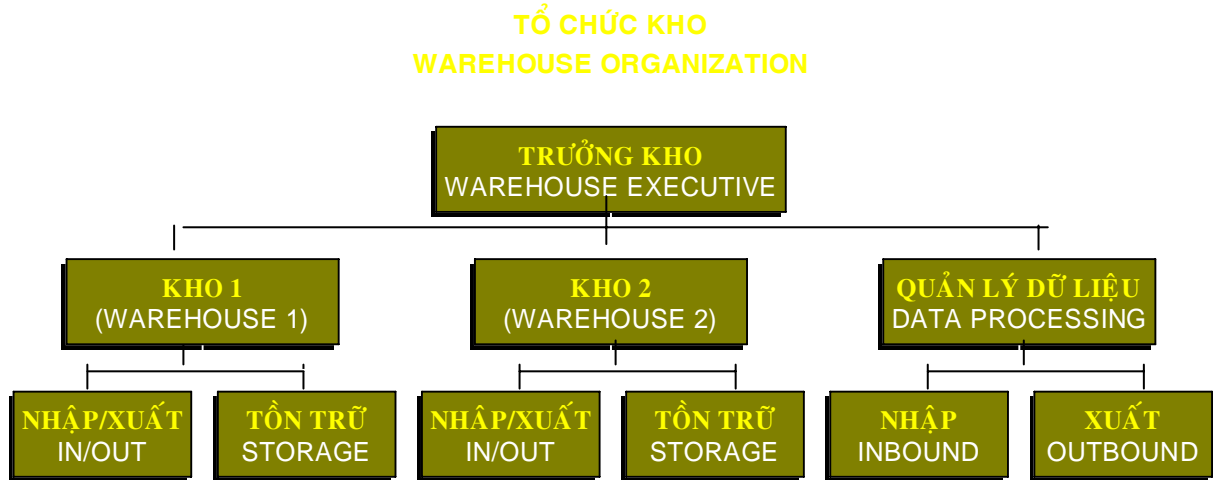 TỔ CHỨC KHO
WAREHOUSE ORGANIZATION
TRƯỞNG KHO
WAREHOUSE EXECUTIVE
KHO 1
(WAREHOUSE 1)
KHO 2
(WAREHOUSE 2)
QUẢN LÝ DỮ LIỆU
DATA PROCESSING
NHẬP/XUẤT
IN/OUT
TỒN TRỮ
STORAGE
NHÂP/XUẤT
IN/OUT
TỒN TRỮ
STORAGE
NHẬP
INBOUND
XUẤT
OUTBOUND